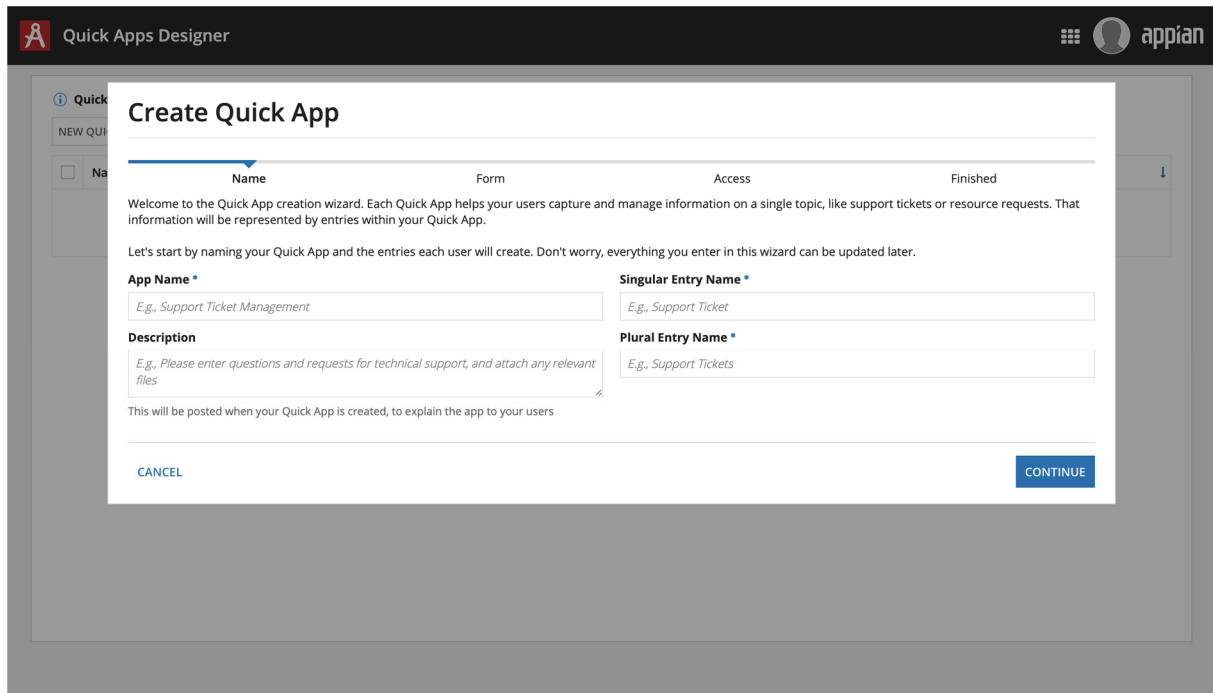 Quick Apps Designer
appian
Quick
Create Quick App
NEW QUI
Na
Name
Form
Access
Finished
Welcome to the Quick App creation wizard. Each Quick App helps your users capture and manage information on a single topic, like support tickets or resource requests. That
information will be represented by entries within your Quick App.
Let's start by naming your Quick App and the entries each user will create. Don't worry, everything you enter in this wizard can be updated later.
App Name *
Singular Entry Name *
E.g., Support Ticket Management
E.g., Support Ticket
Description
Plural Entry Name *
E.g., Please enter questions and requests for technical support, and attach any relevant
files
E.g., Support Tickets
This will be posted when your Quick App is created, to explain the app to your users
CANCEL
CONTINUE